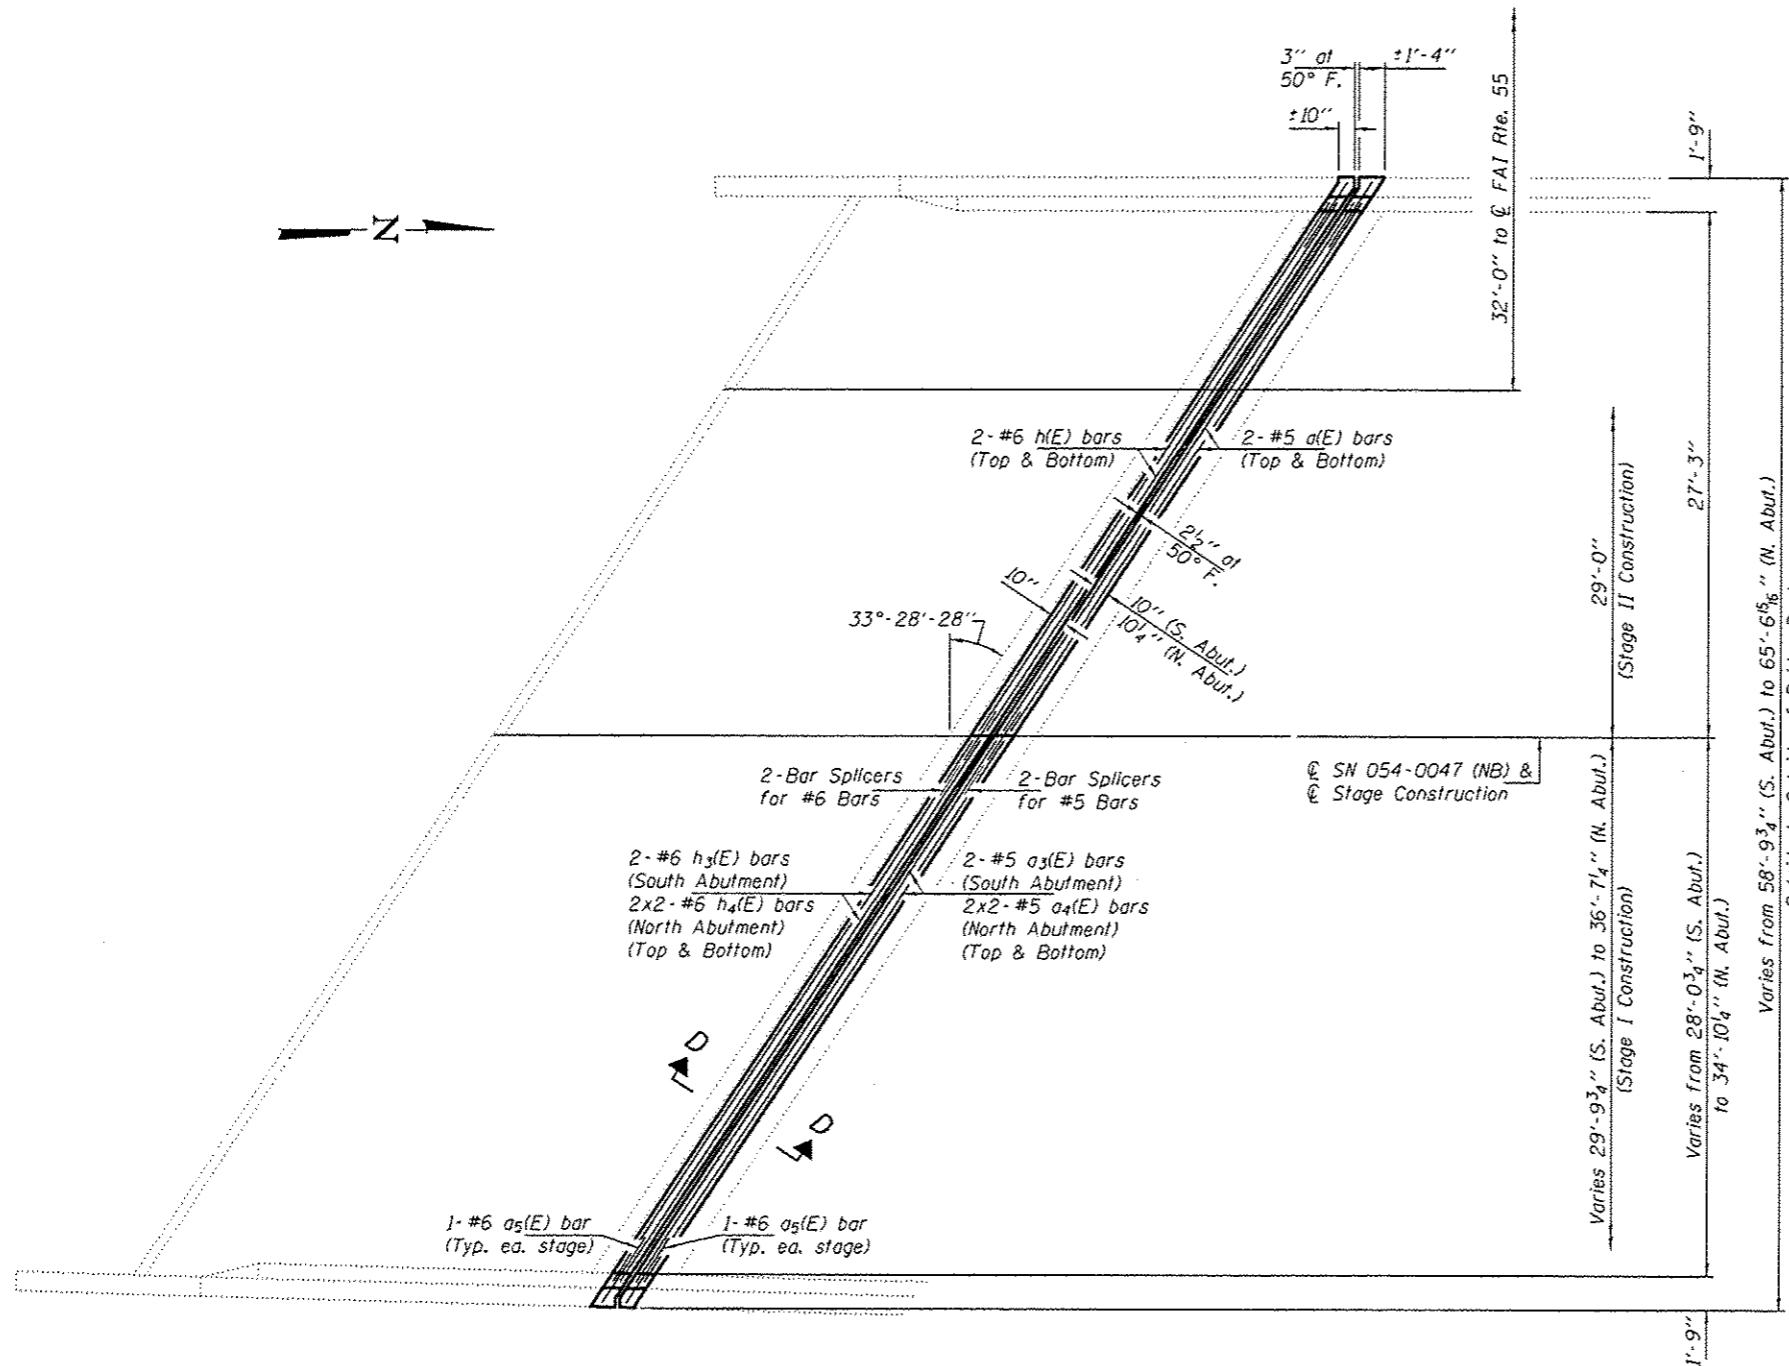 3" at
50° F.
±1'-4"
±10"
32'-0" to ℄ FAI Rte. 55
1'-9"
N
2-#6 h(E) bars
(Top & Bottom)
2-#5 a(E) bars
(Top & Bottom)
2½" at
50° F.
10"
10" (S. Abut.)
10¼" (N. Abut.)
33°-28'-28"
29'-0"
(Stage II Construction)
27'-3"
Varies from 58'-9¾" (S. Abut.) to 65'-6¹⁵⁄₁₆" (N. Abut.)
2-Bar Splicers
for #6 Bars
2-Bar Splicers
for #5 Bars
℄ SN 054-0047 (NB) &
℄ Stage Construction
2-#6 h₃(E) bars
(South Abutment)
2x2-#6 h₄(E) bars
(North Abutment)
(Top & Bottom)
2-#5 a₃(E) bars
(South Abutment)
2x2-#5 a₄(E) bars
(North Abutment)
(Top & Bottom)
Varies 29'-9¾" (S. Abut.) to 36'-7¼" (N. Abut.)
(Stage I Construction)
Varies from 28'-0¾" (S. Abut.)
to 34'-10¼" (N. Abut.)
D
D
1-#6 a₅(E) bar
(Typ. ea. stage)
1-#6 a₅(E) bar
(Typ. ea. stage)
1'-9"